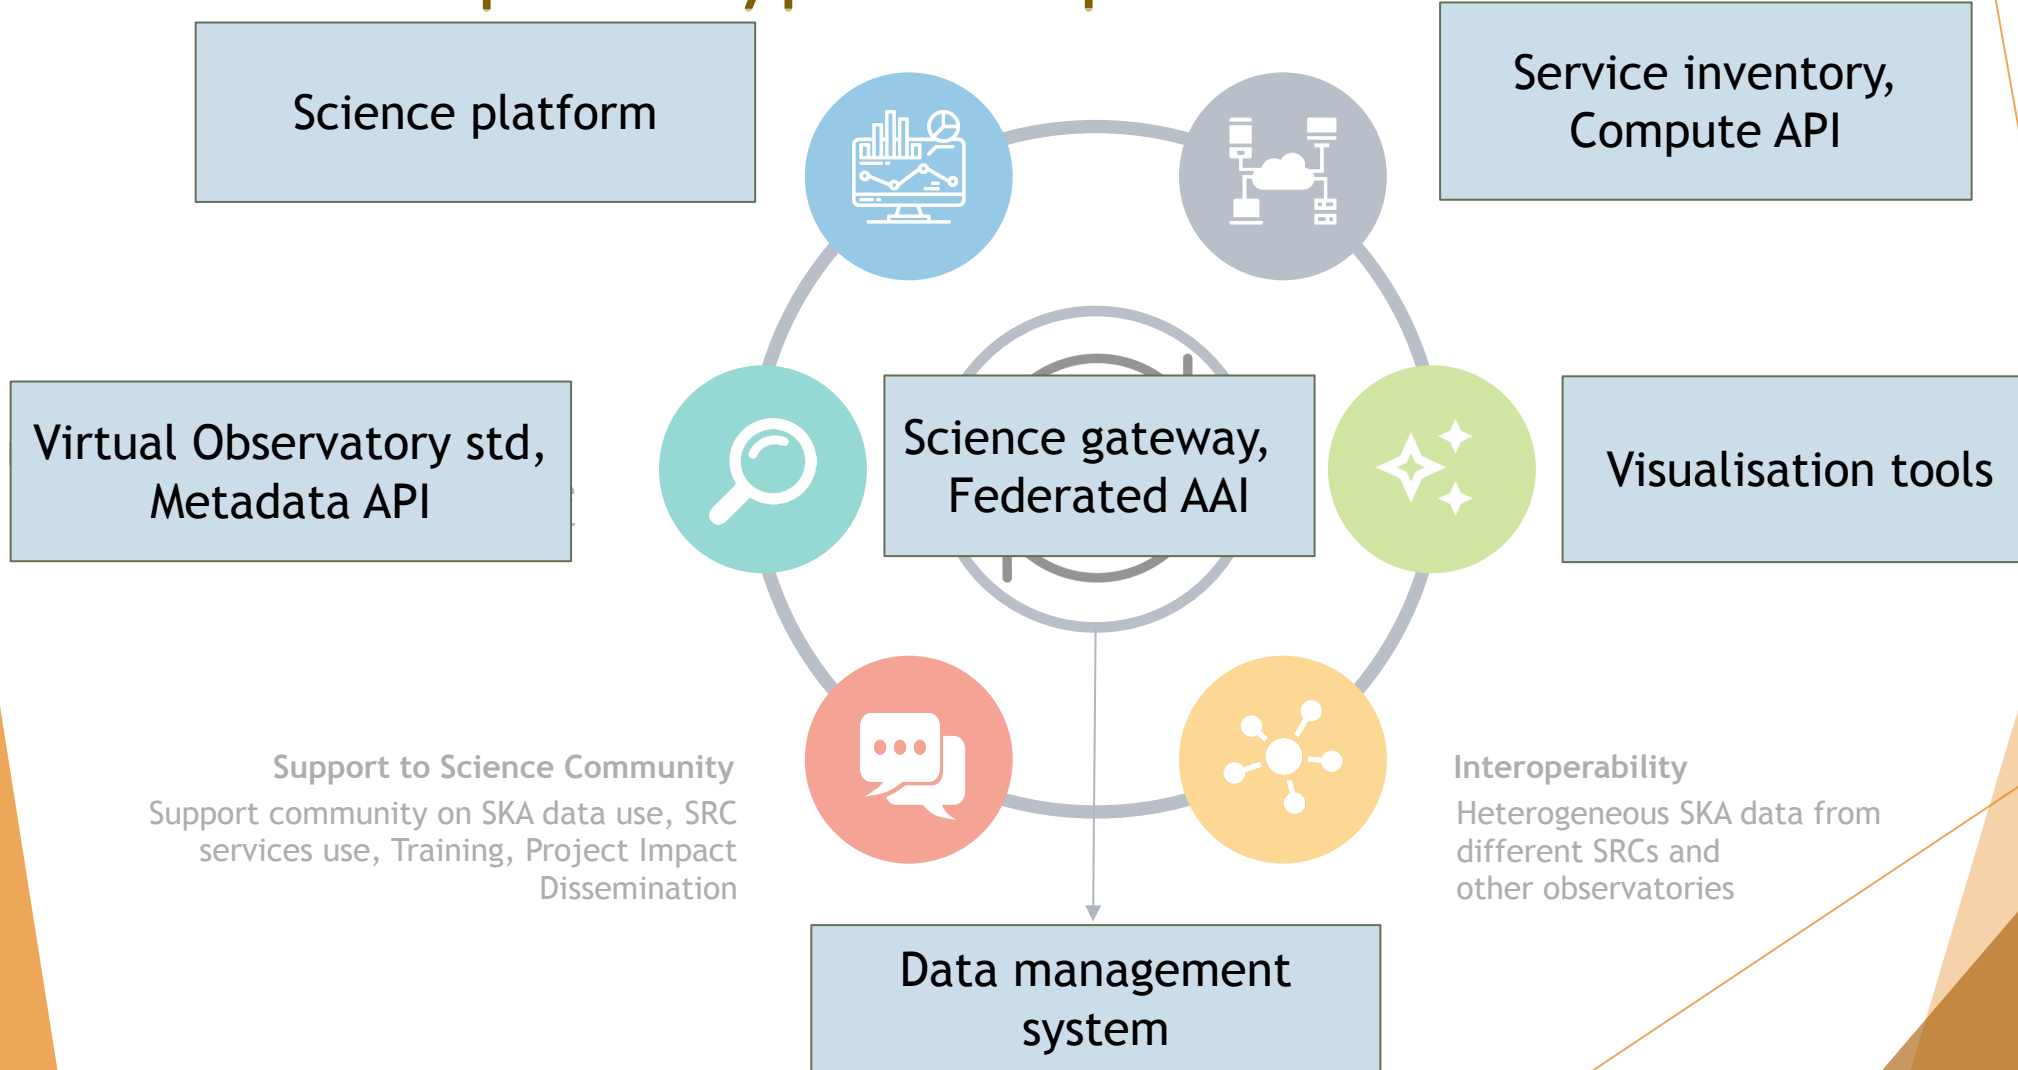 Science platform
Service inventory,
Compute API
Virtual Observatory std,
Metadata API
Science gateway,
Federated AAI
Visualisation tools
Support to Science Community
Support community on SKA data use, SRC
services use, Training, Project Impact
Dissemination
Interoperability
Heterogeneous SKA data from
different SRCs and
other observatories
Data management
system